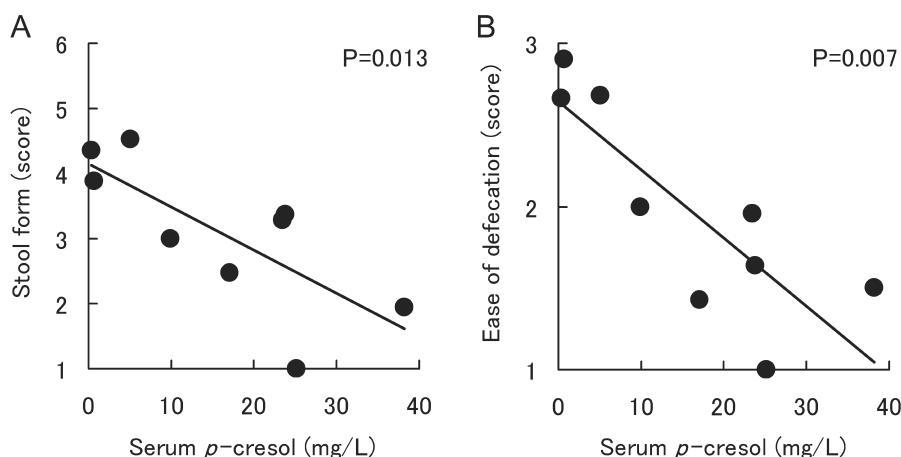 A
P=0.013
6
5
4
3
2
1
Stool form (score)
0 10 20 30 40
Serum p-cresol (mg/L)
B
P=0.007
3
2
1
Ease of defecation (score)
0 10 20 30 40
Serum p-cresol (mg/L)